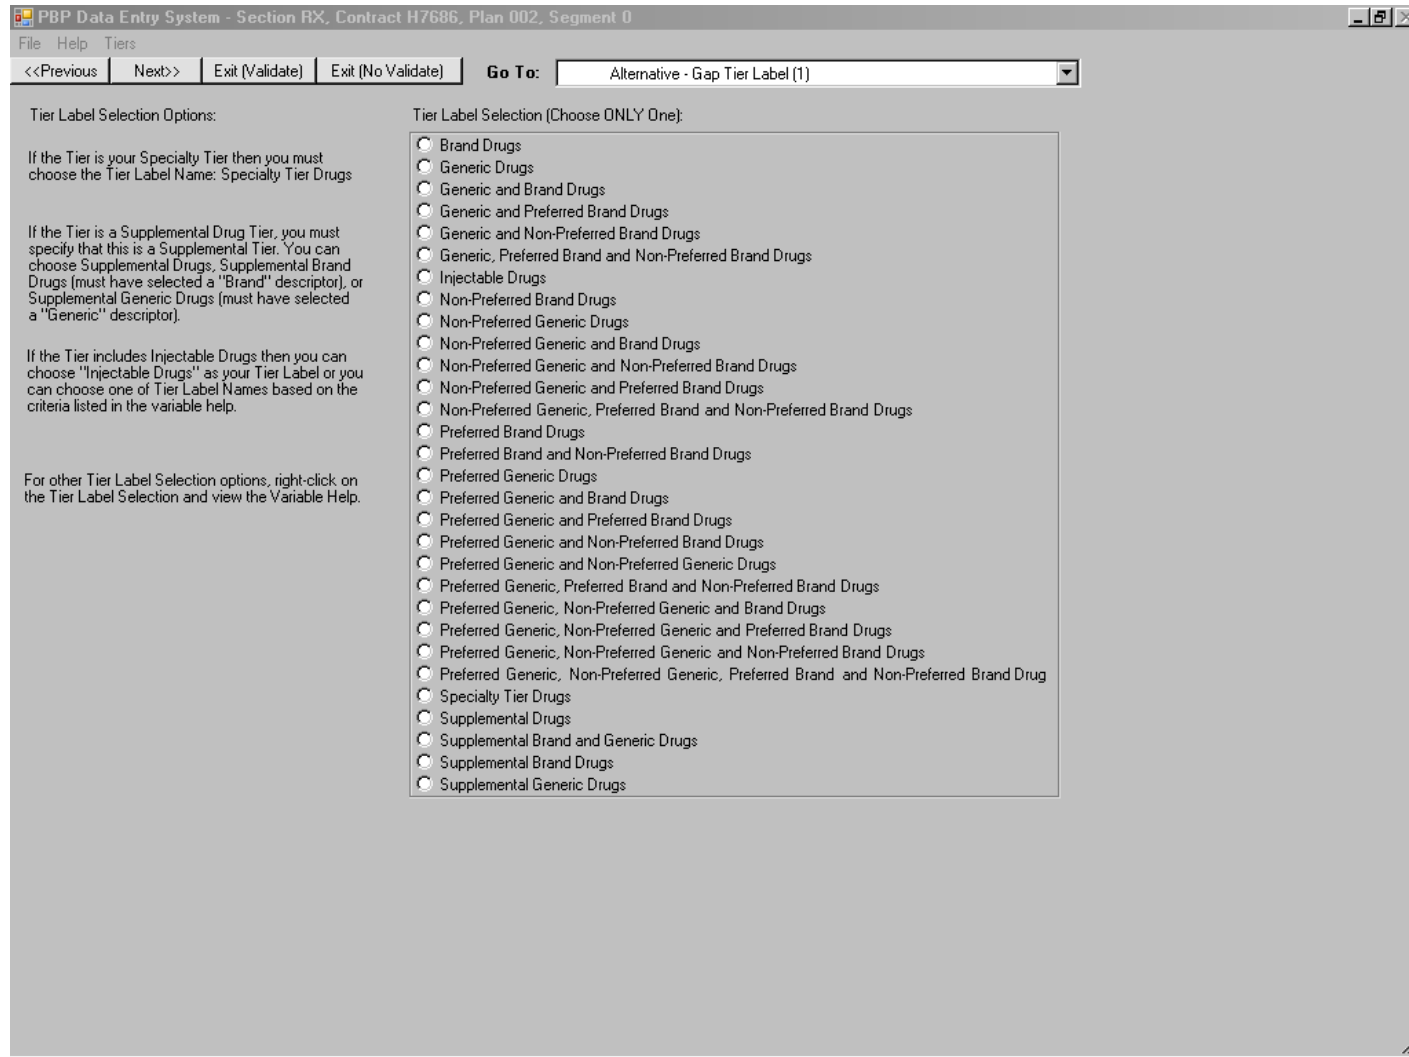 PBP Data Entry System - Section RX, Contract H7686, Plan 002, Segment 0
File Help Tiers
<<Previous Next>> Exit (Validate) Exit (No Validate) Go To: Alternative - Gap Tier Label (1)
Tier Label Selection Options:
If the Tier is your Specialty Tier then you must
choose the Tier Label Name: Specialty Tier Drugs
If the Tier is a Supplemental Drug Tier, you must
specify that this is a Supplemental Tier. You can
choose Supplemental Drugs, Supplemental Brand
Drugs (must have selected a "Brand" descriptor), or
Supplemental Generic Drugs (must have selected
a "Generic" descriptor).
If the Tier includes Injectable Drugs then you can
choose "Injectable Drugs" as your Tier Label or you
can choose one of Tier Label Names based on the
criteria listed in the variable help.
For other Tier Label Selection options, right-click on
the Tier Label Selection and view the Variable Help.
Tier Label Selection (Choose ONLY One):
Brand Drugs
Generic Drugs
Generic and Brand Drugs
Generic and Preferred Brand Drugs
Generic and Non-Preferred Brand Drugs
Generic, Preferred Brand and Non-Preferred Brand Drugs
Injectable Drugs
Non-Preferred Brand Drugs
Non-Preferred Generic Drugs
Non-Preferred Generic and Brand Drugs
Non-Preferred Generic and Non-Preferred Brand Drugs
Non-Preferred Generic and Preferred Brand Drugs
Non-Preferred Generic, Preferred Brand and Non-Preferred Brand Drugs
Preferred Brand Drugs
Preferred Brand and Non-Preferred Brand Drugs
Preferred Generic Drugs
Preferred Generic and Brand Drugs
Preferred Generic and Preferred Brand Drugs
Preferred Generic and Non-Preferred Brand Drugs
Preferred Generic and Non-Preferred Generic Drugs
Preferred Generic, Preferred Brand and Non-Preferred Brand Drugs
Preferred Generic, Non-Preferred Generic and Brand Drugs
Preferred Generic, Non-Preferred Generic and Preferred Brand Drugs
Preferred Generic, Non-Preferred Generic and Non-Preferred Brand Drugs
Preferred Generic, Non-Preferred Generic, Preferred Brand and Non-Preferred Brand Drug
Specialty Tier Drugs
Supplemental Drugs
Supplemental Brand and Generic Drugs
Supplemental Brand Drugs
Supplemental Generic Drugs